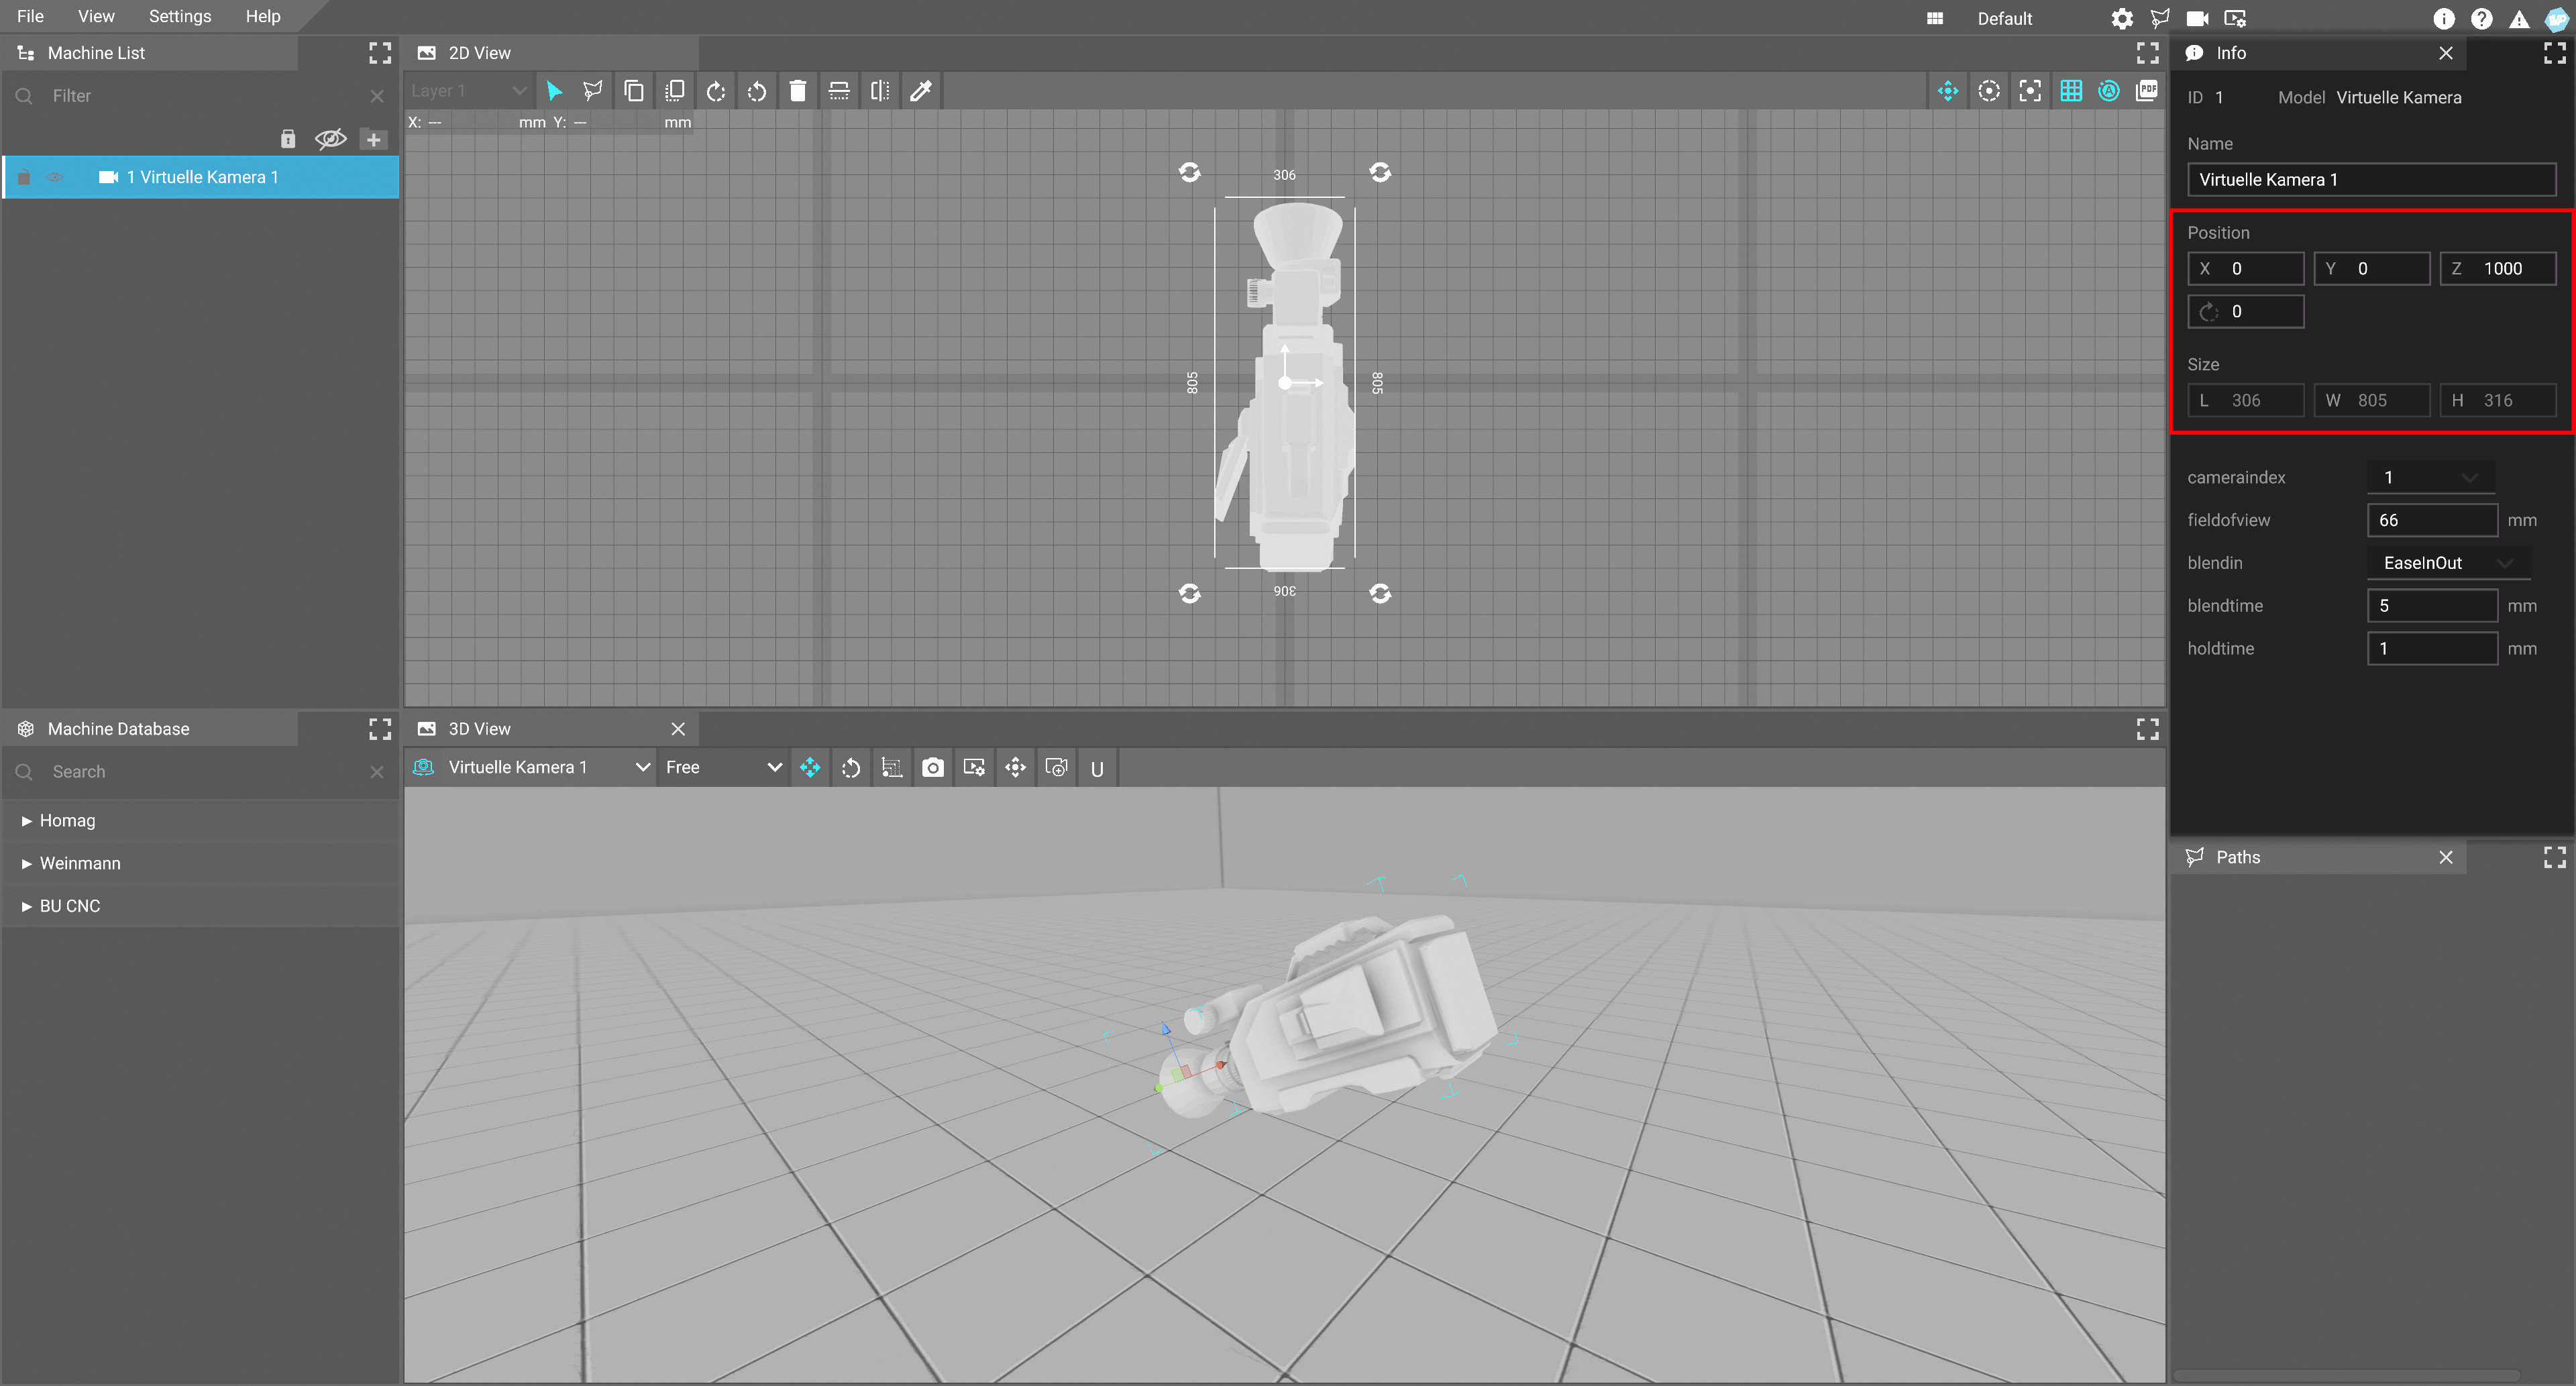 File View Settings Help
Default
Machine List
Filter
1 Virtuelle Kamera 1
2D View
Layer 1
PDF
X: --- mm Y: --- mm
306
805
805
306
Machine Database
Search
Homag
Weinmann
BU CNC
3D View
Virtuelle Kamera 1 Free U
Info
ID 1 Model Virtuelle Kamera
Name
Virtuelle Kamera 1
Position
X 0 Y 0 Z 1000
0
Size
L 306 W 805 H 316
cameraindex 1
fieldofview 66 mm
blendin EaseInOut
blendtime 5 mm
holdtime 1 mm
Paths